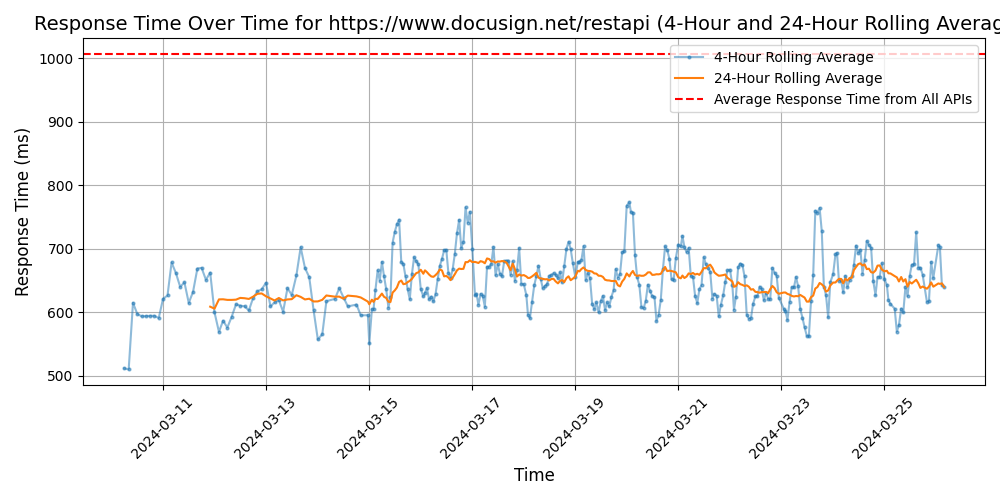 Response Time Over Time for https://www.docusign.net/restapi (4-Hour and 24-Hour Rolling Averag
4-Hour Rolling Average
24-Hour Rolling Average
Average Response Time from All APIs
Response Time (ms)
1000
900
800
700
600
500
2024-03-11
2024-03-13
2024-03-15
2024-03-17
2024-03-19
2024-03-21
2024-03-23
2024-03-25
Time